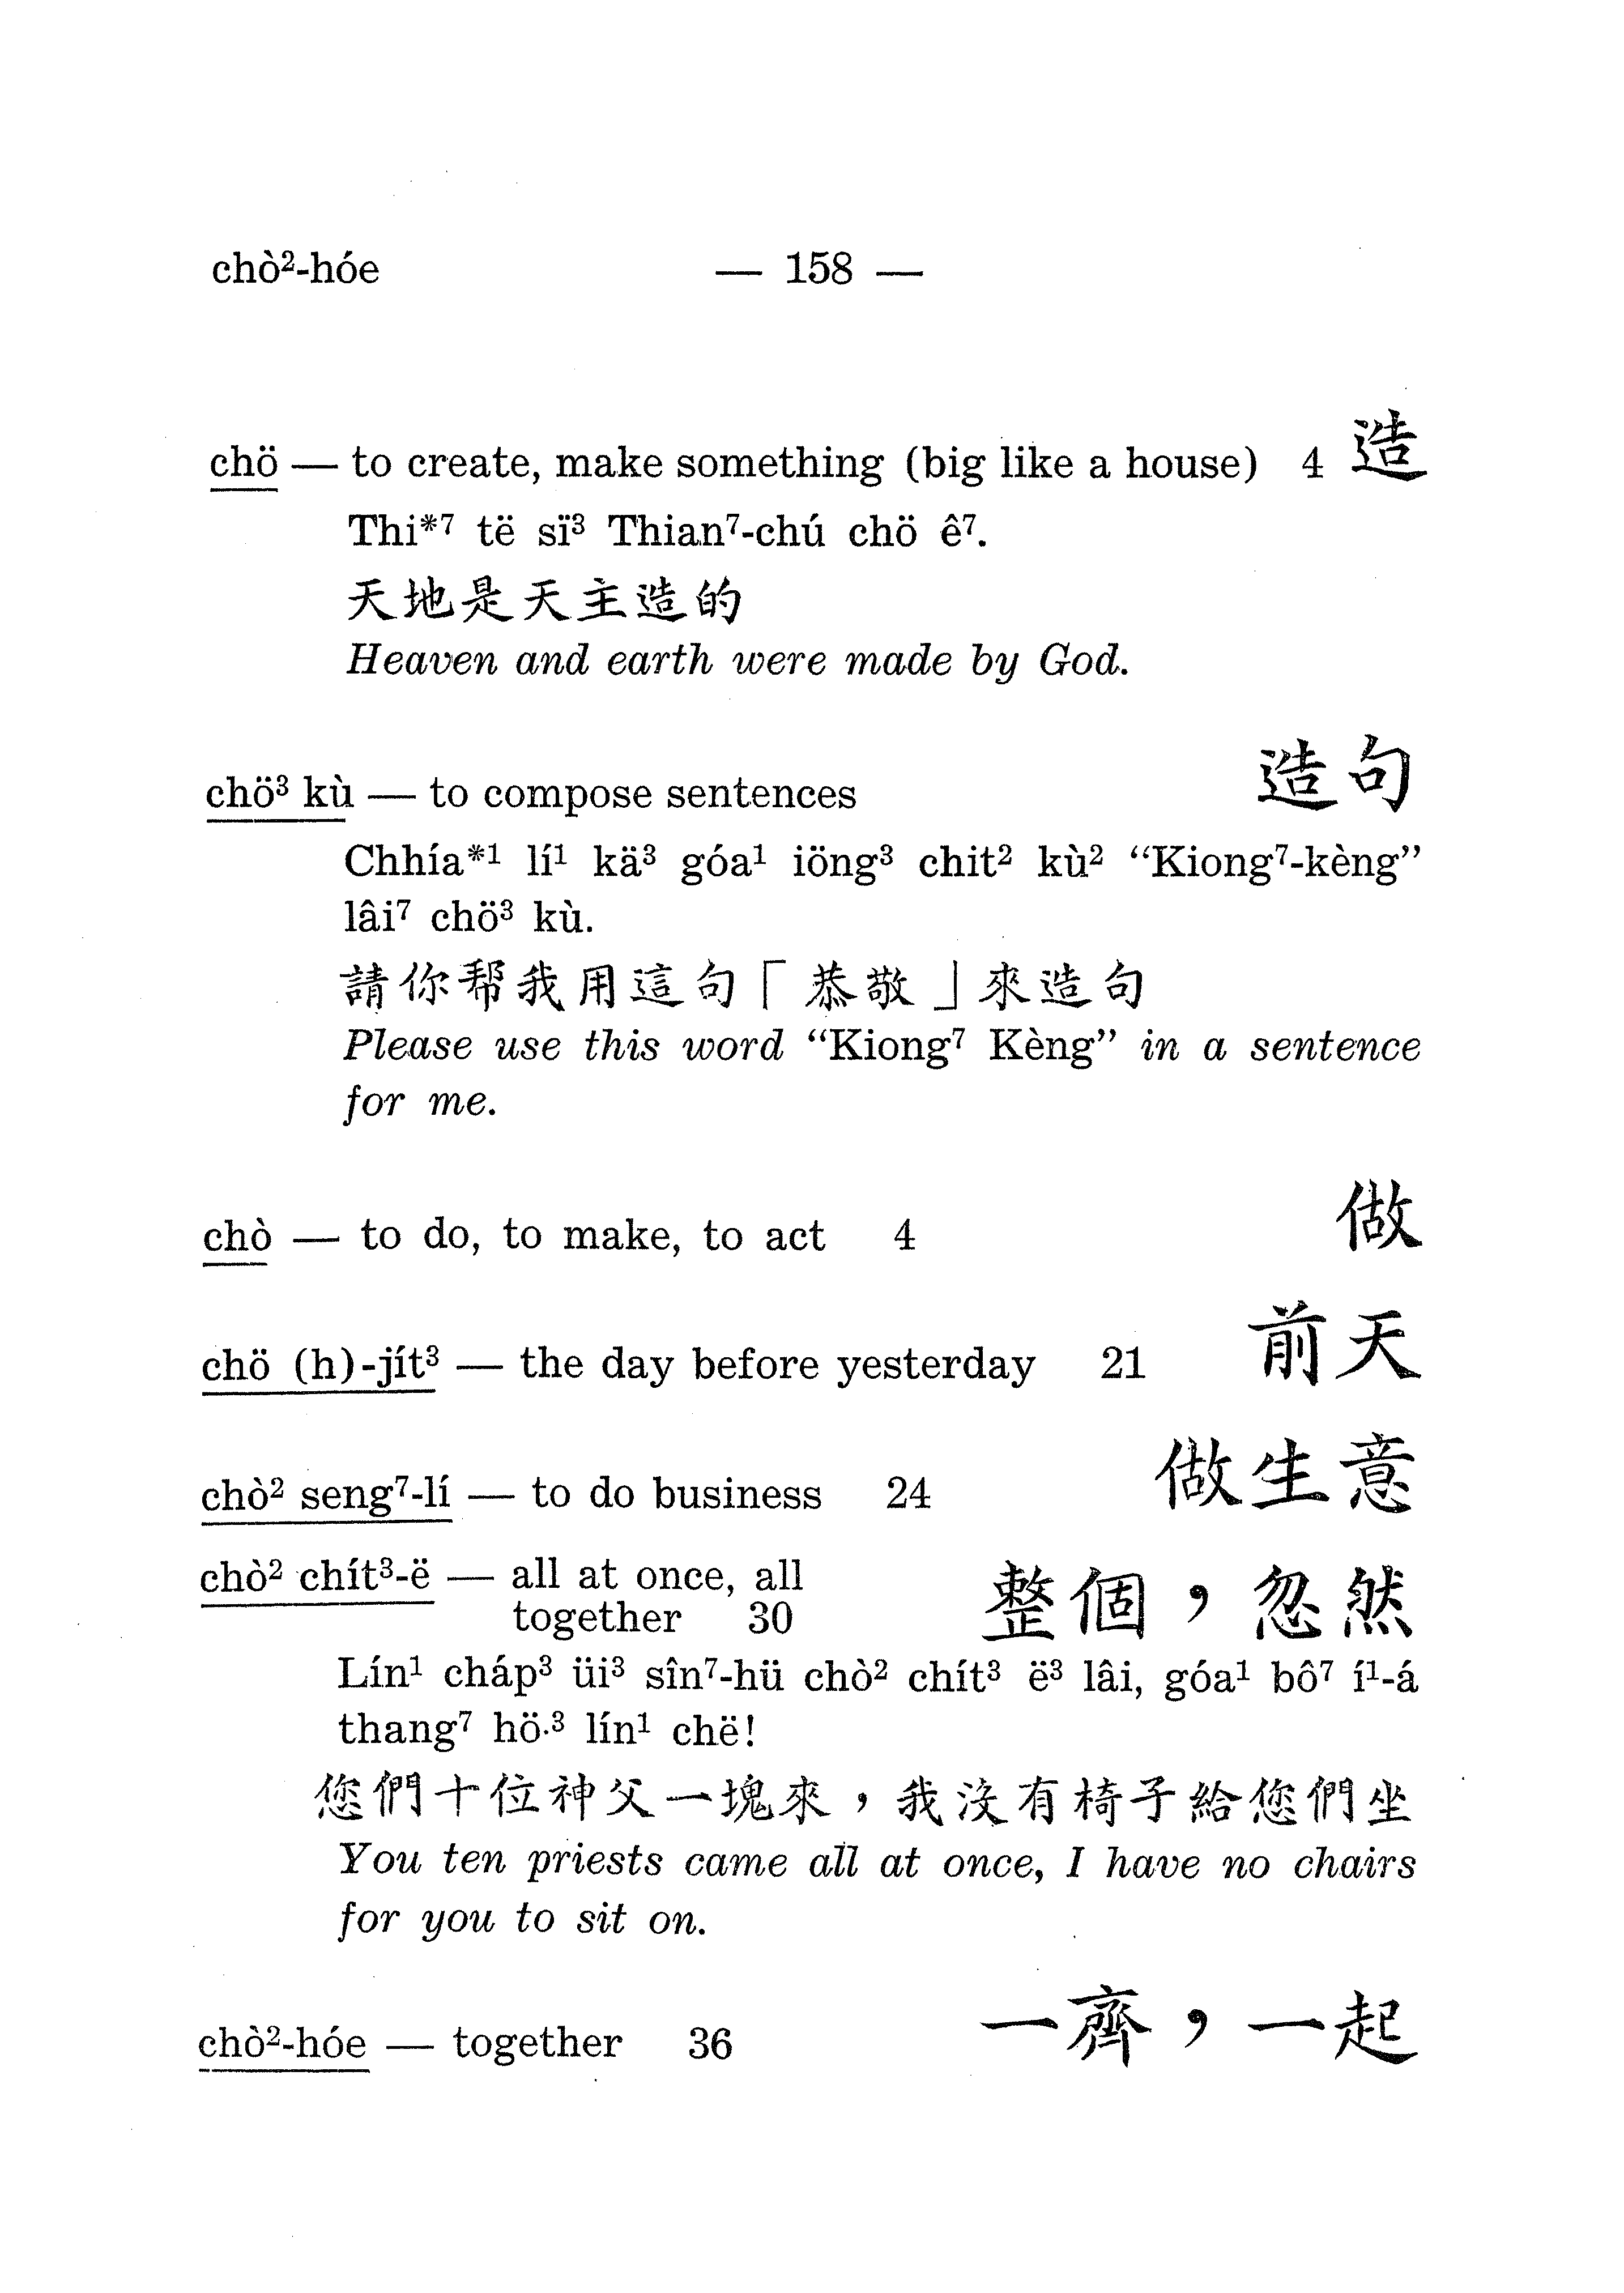 chò²-hóe — 158 —
chö — to create, make something (big like a house) 4 造
Thi*⁷ të sï³ Thian⁷-chú chö ê⁷.
天地是天主造的
Heaven and earth were made by God.
chö³ kù — to compose sentences 造句
Chhía*¹ lí¹ kä³ góa¹ iöng³ chit² kù² “Kiong⁷-kèng”
lâi⁷ chö³ kù.
請你帮我用這句「恭敬」來造句
Please use this word “Kiong⁷ Kèng” in a sentence
for me.
chò — to do, to make, to act 4 做
chö (h)-jít³ — the day before yesterday 21 前天
chò² seng⁷-lí — to do business 24 做生意
chò² chít³-ë — all at once, all
together 30 整個，忽然
Lín¹ cháp³ üi³ sîn⁷-hü chò² chít³ ë³ lâi, góa¹ bô⁷ í¹-á
thang⁷ hö·³ lín¹ chë!
您們十位神父一塊來，我沒有椅子給您們坐
You ten priests came all at once, I have no chairs
for you to sit on.
chò²-hóe — together 36 一齊，一起